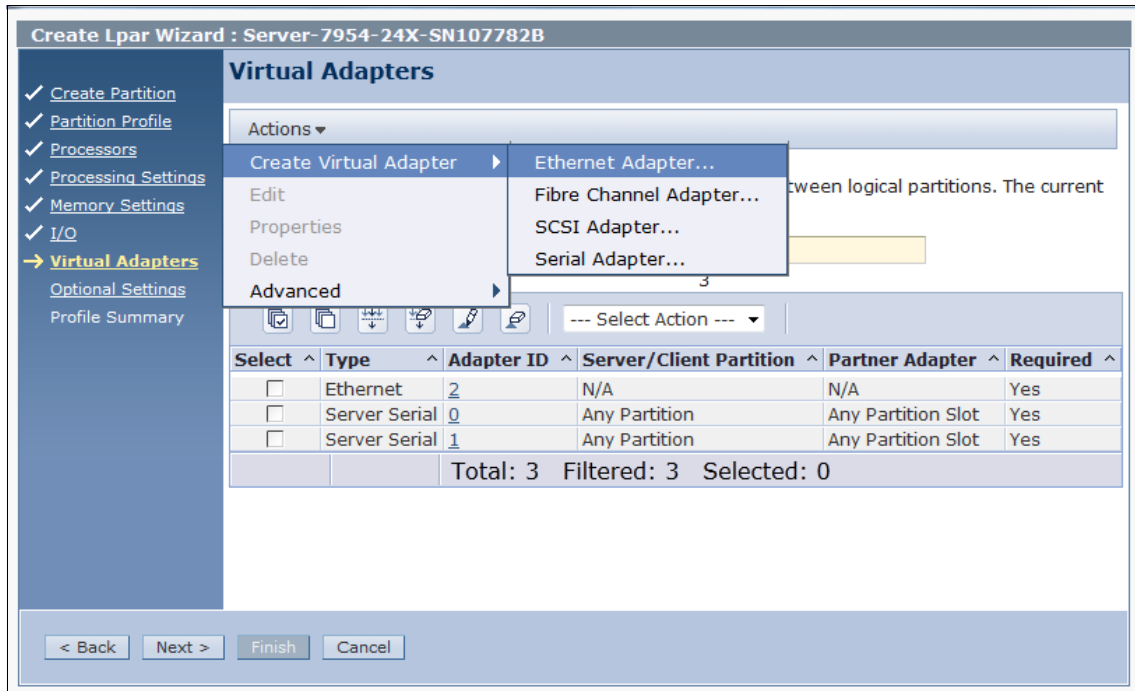 Create Lpar Wizard : Server-7954-24X-SN107782B
Create Partition
Partition Profile
Processors
Processing Settings
Memory Settings
I/O
Virtual Adapters
Optional Settings
Profile Summary
Virtual Adapters
Actions
Create Virtual Adapter
Edit
Properties
Delete
Advanced
Ethernet Adapter...
Fibre Channel Adapter...
SCSI Adapter...
Serial Adapter...
between logical partitions. The current
3
--- Select Action ---
Select Type Adapter ID Server/Client Partition Partner Adapter Required
Ethernet 2 N/A N/A Yes
Server Serial 0 Any Partition Any Partition Slot Yes
Server Serial 1 Any Partition Any Partition Slot Yes
Total: 3 Filtered: 3 Selected: 0
< Back Next > Finish Cancel